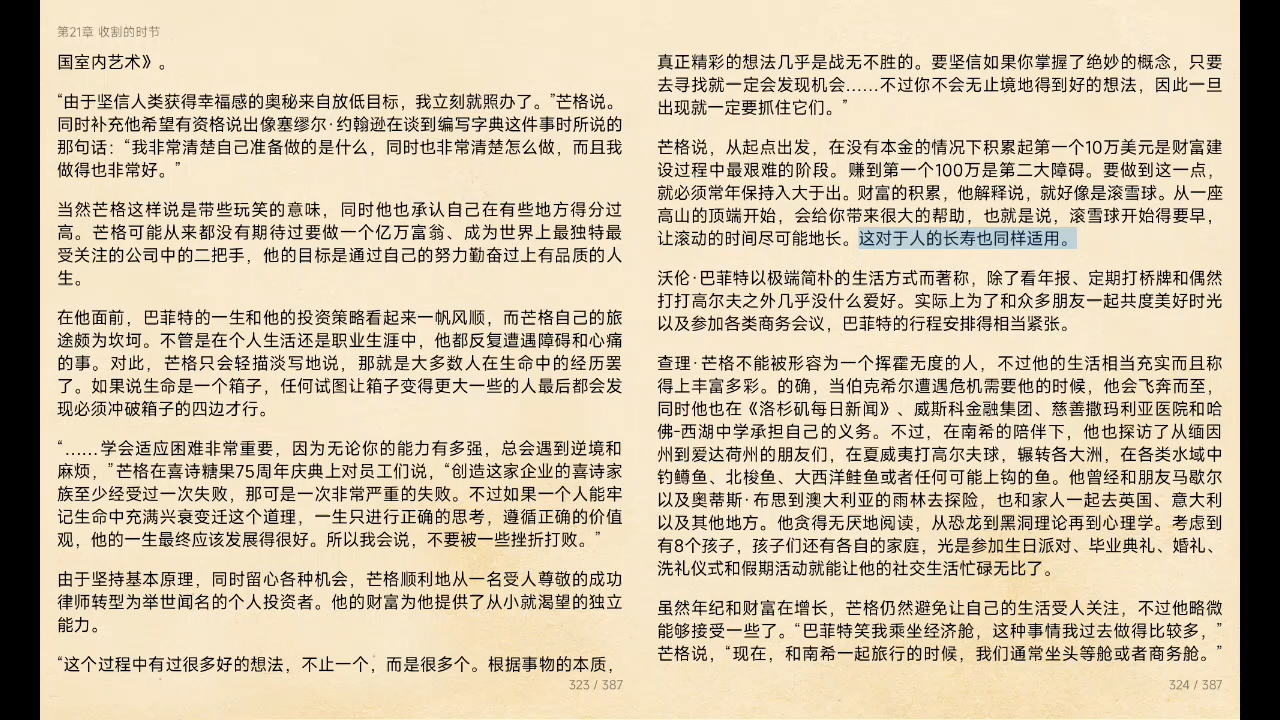 第21章 收割的时节
国室内艺术》。
“由于坚信人类获得幸福感的奥秘来自放低目标，我立刻就照办了。”芒格说。
同时补充他希望有资格说出像塞缪尔·约翰逊在谈到编写字典这件事时所说的
那句话：“我非常清楚自己准备做的是什么，同时也非常清楚怎么做，而且我
做得也非常好。”
当然芒格这样说是带些玩笑的意味，同时他也承认自己在有些地方得分过
高。芒格可能从来都没有期待过要做一个亿万富翁、成为世界上最独特最
受关注的公司中的二把手，他的目标是通过自己的努力勤奋过上有品质的人
生。
在他面前，巴菲特的一生和他的投资策略看起来一帆风顺，而芒格自己的旅
途颇为坎坷。不管是在个人生活还是职业生涯中，他都反复遭遇障碍和心痛
的事。对此，芒格只会轻描淡写地说，那就是大多数人在生命中的经历罢
了。如果说生命是一个箱子，任何试图让箱子变得更大一些的人最后都会发
现必须冲破箱子的四边才行。
“……学会适应困难非常重要，因为无论你的能力有多强，总会遇到逆境和
麻烦，”芒格在喜诗糖果75周年庆典上对员工们说，“创造这家企业的喜诗家
族至少经受过一次失败，那可是一次非常严重的失败。不过如果一个人能牢
记生命中充满兴衰变迁这个道理，一生只进行正确的思考，遵循正确的价值
观，他的一生最终应该发展得很好。所以我会说，不要被一些挫折打败。”
由于坚持基本原理，同时留心各种机会，芒格顺利地从一名受人尊敬的成功
律师转型为举世闻名的个人投资者。他的财富为他提供了从小就渴望的独立
能力。
“这个过程中有过很多好的想法，不止一个，而是很多个。根据事物的本质，
323 / 387
真正精彩的想法几乎是战无不胜的。要坚信如果你掌握了绝妙的概念，只要
去寻找就一定会发现机会……不过你不会无止境地得到好的想法，因此一旦
出现就一定要抓住它们。”
芒格说，从起点出发，在没有本金的情况下积累起第一个10万美元是财富建
设过程中最艰难的阶段。赚到第一个100万是第二大障碍。要做到这一点，
就必须常年保持入大于出。财富的积累，他解释说，就好像是滚雪球。从一座
高山的顶端开始，会给你带来很大的帮助，也就是说，滚雪球开始得要早，
让滚动的时间尽可能地长。这对于人的长寿也同样适用。
沃伦·巴菲特以极端简朴的生活方式而著称，除了看年报、定期打桥牌和偶然
打打高尔夫之外几乎没什么爱好。实际上为了和众多朋友一起共度美好时光
以及参加各类商务会议，巴菲特的行程安排得相当紧张。
查理·芒格不能被形容为一个挥霍无度的人，不过他的生活相当充实而且称
得上丰富多彩。的确，当伯克希尔遭遇危机需要他的时候，他会飞奔而至，
同时他也在《洛杉矶每日新闻》、威斯科金融集团、慈善撒玛利亚医院和哈
佛-西湖中学承担自己的义务。不过，在南希的陪伴下，他也探访了从缅因
州到爱达荷州的朋友们，在夏威夷打高尔夫球，辗转各大洲，在各类水域中
钓鳟鱼、北梭鱼、大西洋鲑鱼或者任何可能上钩的鱼。他曾经和朋友马歇尔
以及奥蒂斯·布思到澳大利亚的雨林去探险，也和家人一起去英国、意大利
以及其他地方。他贪得无厌地阅读，从恐龙到黑洞理论再到心理学。考虑到
有8个孩子，孩子们还有各自的家庭，光是参加生日派对、毕业典礼、婚礼、
洗礼仪式和假期活动就能让他的社交生活忙碌无比了。
虽然年纪和财富在增长，芒格仍然避免让自己的生活受人关注，不过他略微
能够接受一些了。“巴菲特笑我乘坐经济舱，这种事情我过去做得比较多，”
芒格说，“现在，和南希一起旅行的时候，我们通常坐头等舱或者商务舱。”
324 / 387